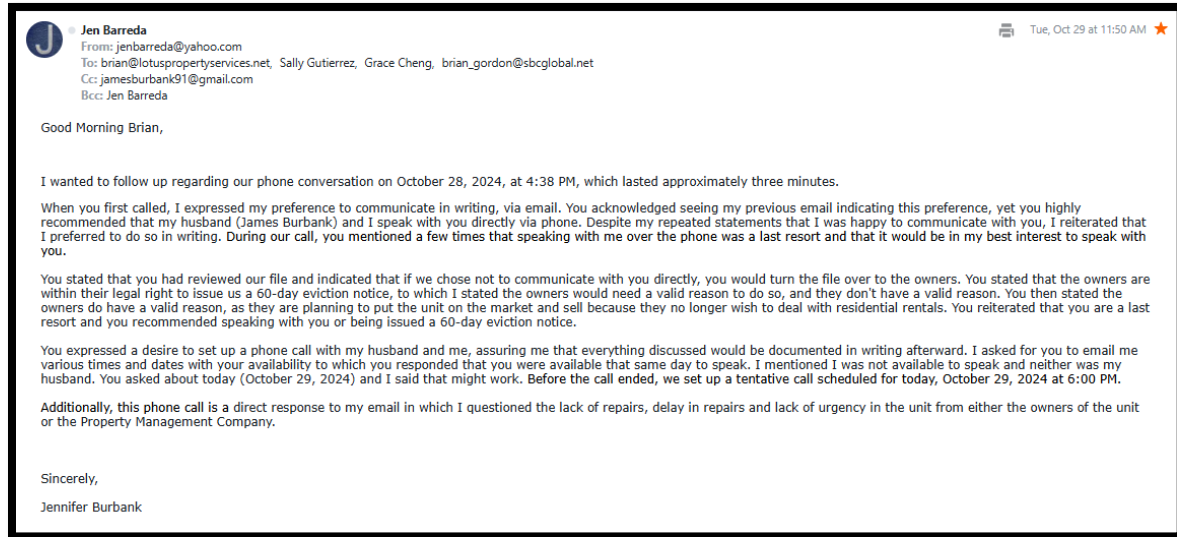 J
Jen Barreda
Tue, Oct 29 at 11:50 AM
From: jenbarreda@yahoo.com
To: brian@lotuspropertyservices.net, Sally Gutierrez, Grace Cheng, brian_gordon@sbcglobal.net
Cc: jamesburbank91@gmail.com
Bcc: Jen Barreda
Good Morning Brian,
I wanted to follow up regarding our phone conversation on October 28, 2024, at 4:38 PM, which lasted approximately three minutes.
When you first called, I expressed my preference to communicate in writing, via email. You acknowledged seeing my previous email indicating this preference, yet you highly
recommended that my husband (James Burbank) and I speak with you directly via phone. Despite my repeated statements that I was happy to communicate with you, I reiterated that
I preferred to do so in writing. During our call, you mentioned a few times that speaking with me over the phone was a last resort and that it would be in my best interest to speak with
you.
You stated that you had reviewed our file and indicated that if we chose not to communicate with you directly, you would turn the file over to the owners. You stated that the owners are
within their legal right to issue us a 60-day eviction notice, to which I stated the owners would need a valid reason to do so, and they don't have a valid reason. You then stated the
owners do have a valid reason, as they are planning to put the unit on the market and sell because they no longer wish to deal with residential rentals. You reiterated that you are a last
resort and you recommended speaking with you or being issued a 60-day eviction notice.
You expressed a desire to set up a phone call with my husband and me, assuring me that everything discussed would be documented in writing afterward. I asked for you to email me
various times and dates with your availability to which you responded that you were available that same day to speak. I mentioned I was not available to speak and neither was my
husband. You asked about today (October 29, 2024) and I said that might work. Before the call ended, we set up a tentative call scheduled for today, October 29, 2024 at 6:00 PM.
Additionally, this phone call is a direct response to my email in which I questioned the lack of repairs, delay in repairs and lack of urgency in the unit from either the owners of the unit
or the Property Management Company.
Sincerely,
Jennifer Burbank